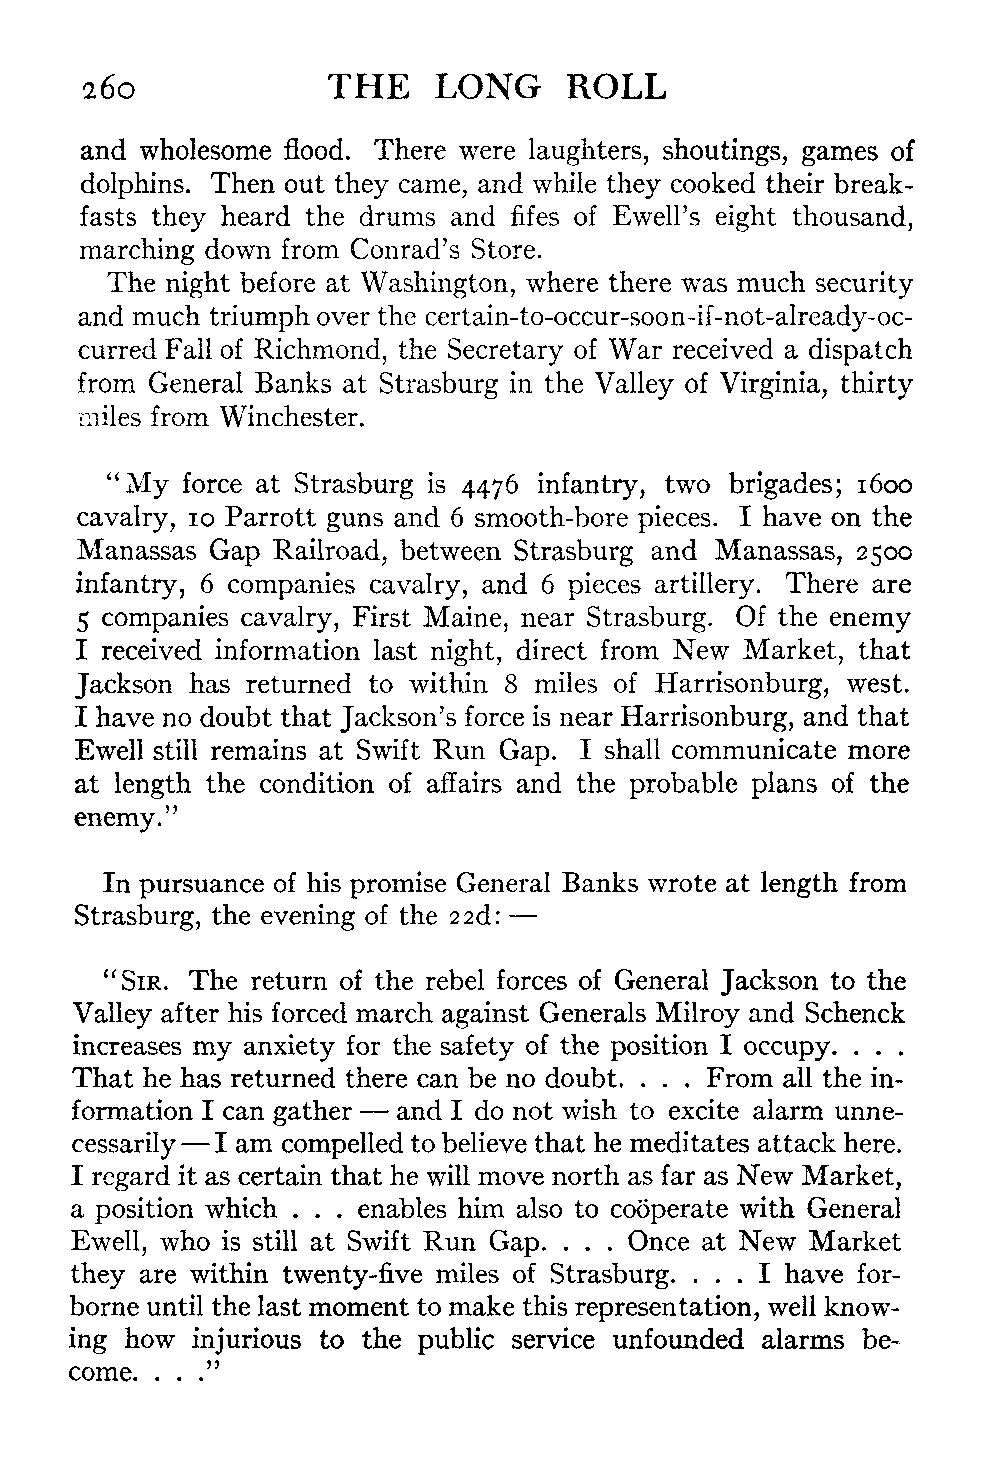 260 THE LONG ROLL
and wholesome flood. There were laughters, shoutings, games of
dolphins. Then out they came, and while they cooked their break-
fasts they heard the drums and fifes of Ewell's eight thousand,
marching down from Conrad's Store.
The night before at Washington, where there was much security
and much triumph over the certain-to-occur-soon-if-not-already-oc-
curred Fall of Richmond, the Secretary of War received a dispatch
from General Banks at Strasburg in the Valley of Virginia, thirty
miles from Winchester.
"My force at Strasburg is 4476 infantry, two brigades; 1600
cavalry, 10 Parrott guns and 6 smooth-bore pieces. I have on the
Manassas Gap Railroad, between Strasburg and Manassas, 2500
infantry, 6 companies cavalry, and 6 pieces artillery. There are
5 companies cavalry, First Maine, near Strasburg. Of the enemy
I received information last night, direct from New Market, that
Jackson has returned to within 8 miles of Harrisonburg, west.
I have no doubt that Jackson's force is near Harrisonburg, and that
Ewell still remains at Swift Run Gap. I shall communicate more
at length the condition of affairs and the probable plans of the
enemy."
In pursuance of his promise General Banks wrote at length from
Strasburg, the evening of the 22d: —
"SIR. The return of the rebel forces of General Jackson to the
Valley after his forced march against Generals Milroy and Schenck
increases my anxiety for the safety of the position I occupy. . . .
That he has returned there can be no doubt. . . . From all the in-
formation I can gather — and I do not wish to excite alarm unne-
cessarily — I am compelled to believe that he meditates attack here.
I regard it as certain that he will move north as far as New Market,
a position which . . . enables him also to coöperate with General
Ewell, who is still at Swift Run Gap. . . . Once at New Market
they are within twenty-five miles of Strasburg. . . . I have for-
borne until the last moment to make this representation, well know-
ing how injurious to the public service unfounded alarms be-
come. . . ."